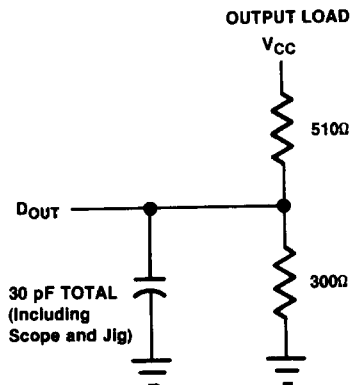 OUTPUT LOAD
VCC
510Ω
DOUT
300Ω
30 pF TOTAL
(Including
Scope and Jig)